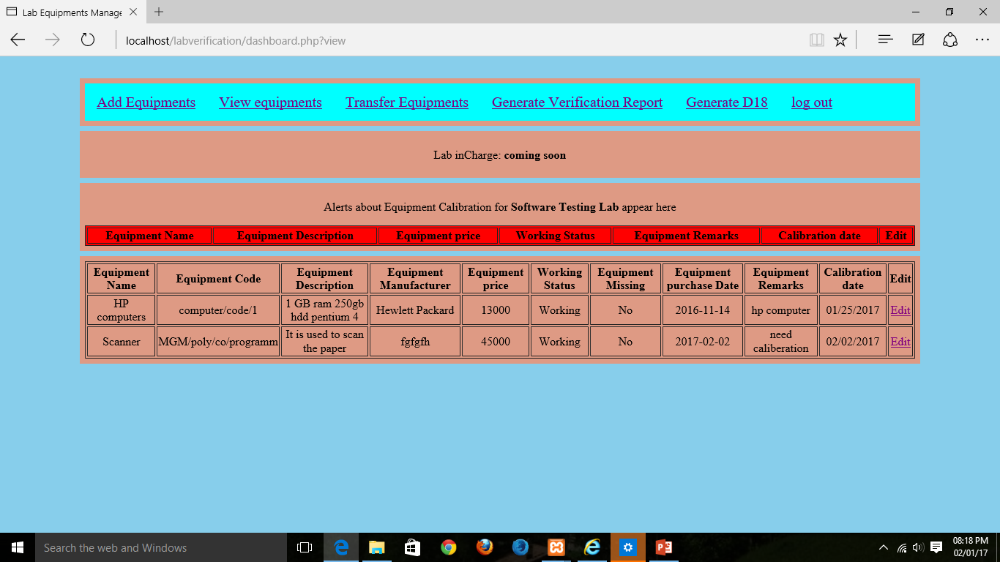 Lab Equipments Manage
localhost/labverification/dashboard.php?view
Add Equipments View equipments Transfer Equipments Generate Verification Report Generate D18 log out
Lab inCharge: coming soon
Alerts about Equipment Calibration for Software Testing Lab appear here
Equipment Name Equipment Description Equipment price Working Status Equipment Remarks Calibration date Edit
Equipment Name Equipment Code Equipment Description Equipment Manufacturer Equipment price Working Status Equipment Missing Equipment purchase Date Equipment Remarks Calibration date Edit
HP computers computer/code/1 1 GB ram 250gb hdd pentium 4 Hewlett Packard 13000 Working No 2016-11-14 hp computer 01/25/2017 Edit
Scanner MGM/poly/co/programm It is used to scan the paper fgfgfh 45000 Working No 2017-02-02 need caliberation 02/02/2017 Edit
Search the web and Windows
08:18 PM
02/01/17